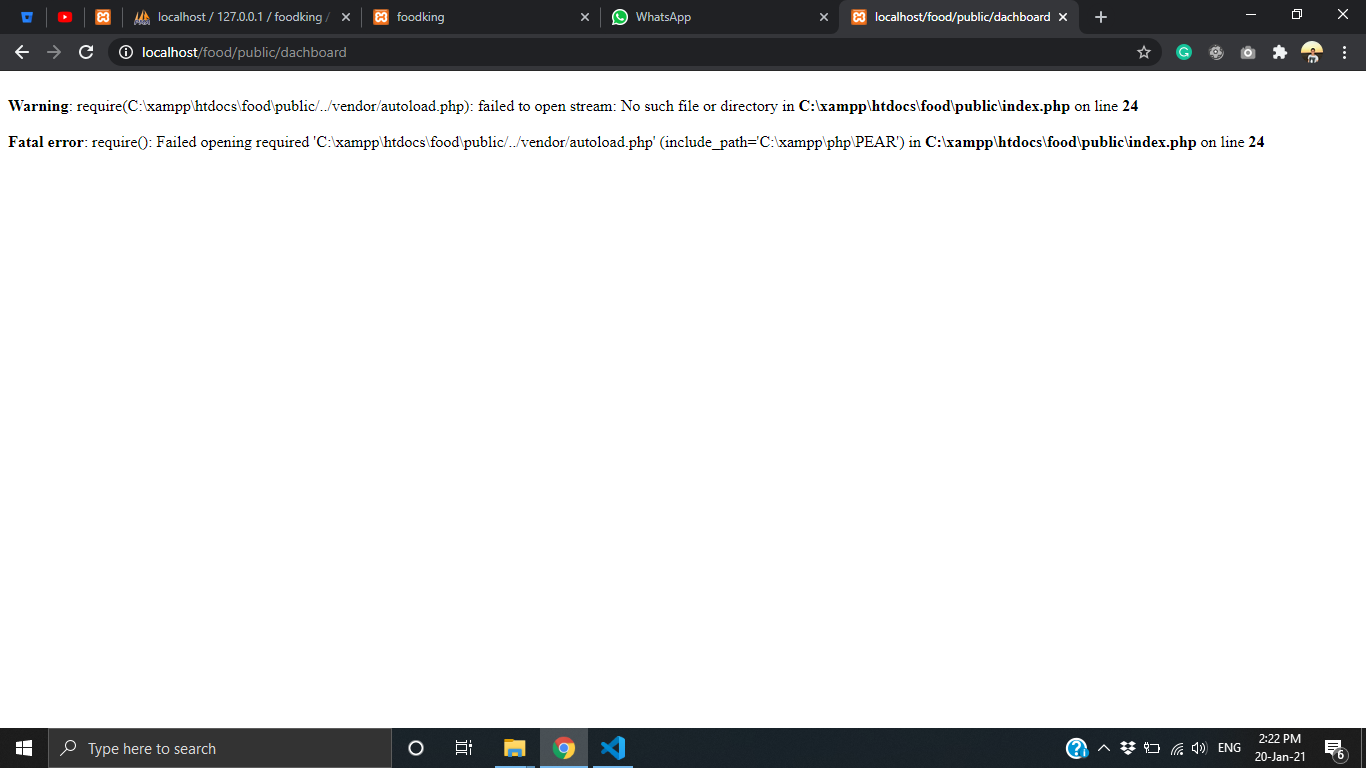 localhost / 127.0.0.1 / foodking /
foodking
WhatsApp
localhost/food/public/dachboard
localhost/food/public/dachboard
Warning: require(C:\xampp\htdocs\food\public/../vendor/autoload.php): failed to open stream: No such file or directory in C:\xampp\htdocs\food\public\index.php on line 24
Fatal error: require(): Failed opening required 'C:\xampp\htdocs\food\public/../vendor/autoload.php' (include_path='C:\xampp\php\PEAR') in C:\xampp\htdocs\food\public\index.php on line 24
Type here to search
ENG
2:22 PM
20-Jan-21
6